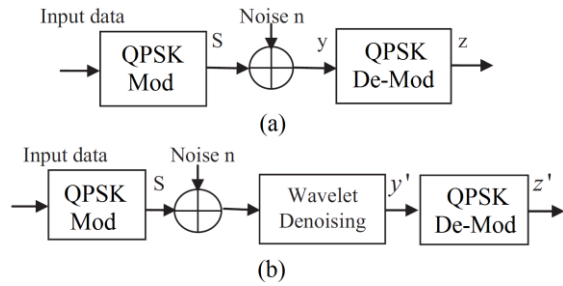 Input data
QPSK
Mod
S
Noise n
y
QPSK
De-Mod
z
(a)
Input data
QPSK
Mod
S
Noise n
Wavelet
Denoising
y'
QPSK
De-Mod
z'
(b)